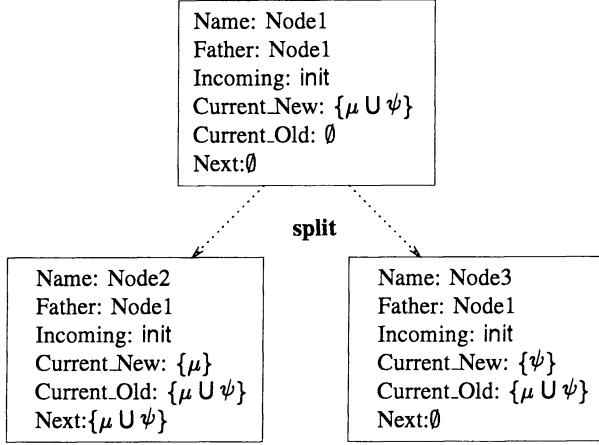 Name: Node1
Father: Node1
Incoming: init
Current_New: {μ U ψ}
Current_Old: ∅
Next:∅
split
Name: Node2
Father: Node1
Incoming: init
Current_New: {μ}
Current_Old: {μ U ψ}
Next:{μ U ψ}
Name: Node3
Father: Node1
Incoming: init
Current_New: {ψ}
Current_Old: {μ U ψ}
Next:∅